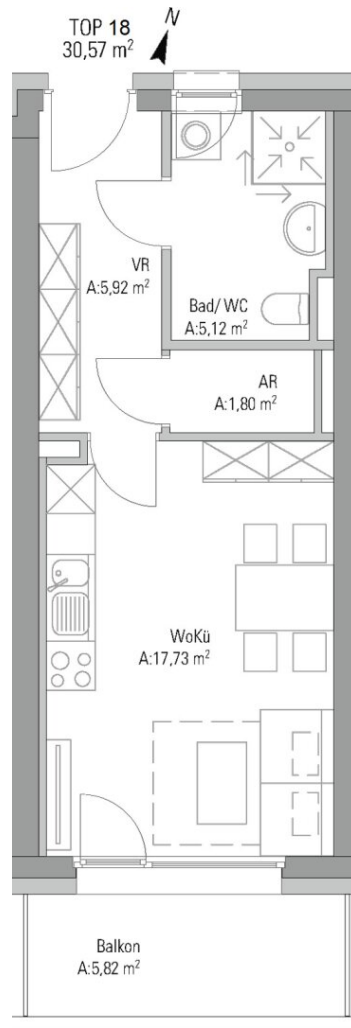 N
TOP 18
30,57 m²
VR
A:5,92 m²
Bad/ WC
A:5,12 m²
AR
A:1,80 m²
WoKü
A:17,73 m²
Balkon
A:5,82 m²